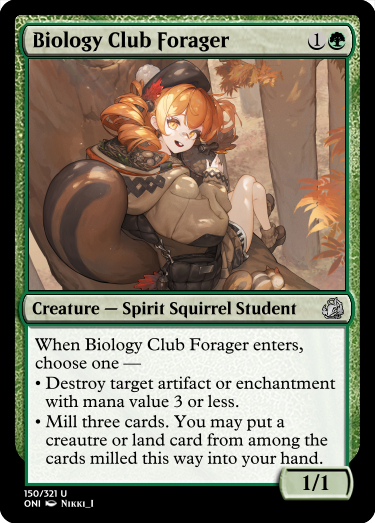 Biology Club Forager 1
Creature — Spirit Squirrel Student
When Biology Club Forager enters,
choose one —
• Destroy target artifact or enchantment
with mana value 3 or less.
• Mill three cards. You may put a
creautre or land card from among the
cards milled this way into your hand.
1/1
150/321 U
ONI Nikki_I